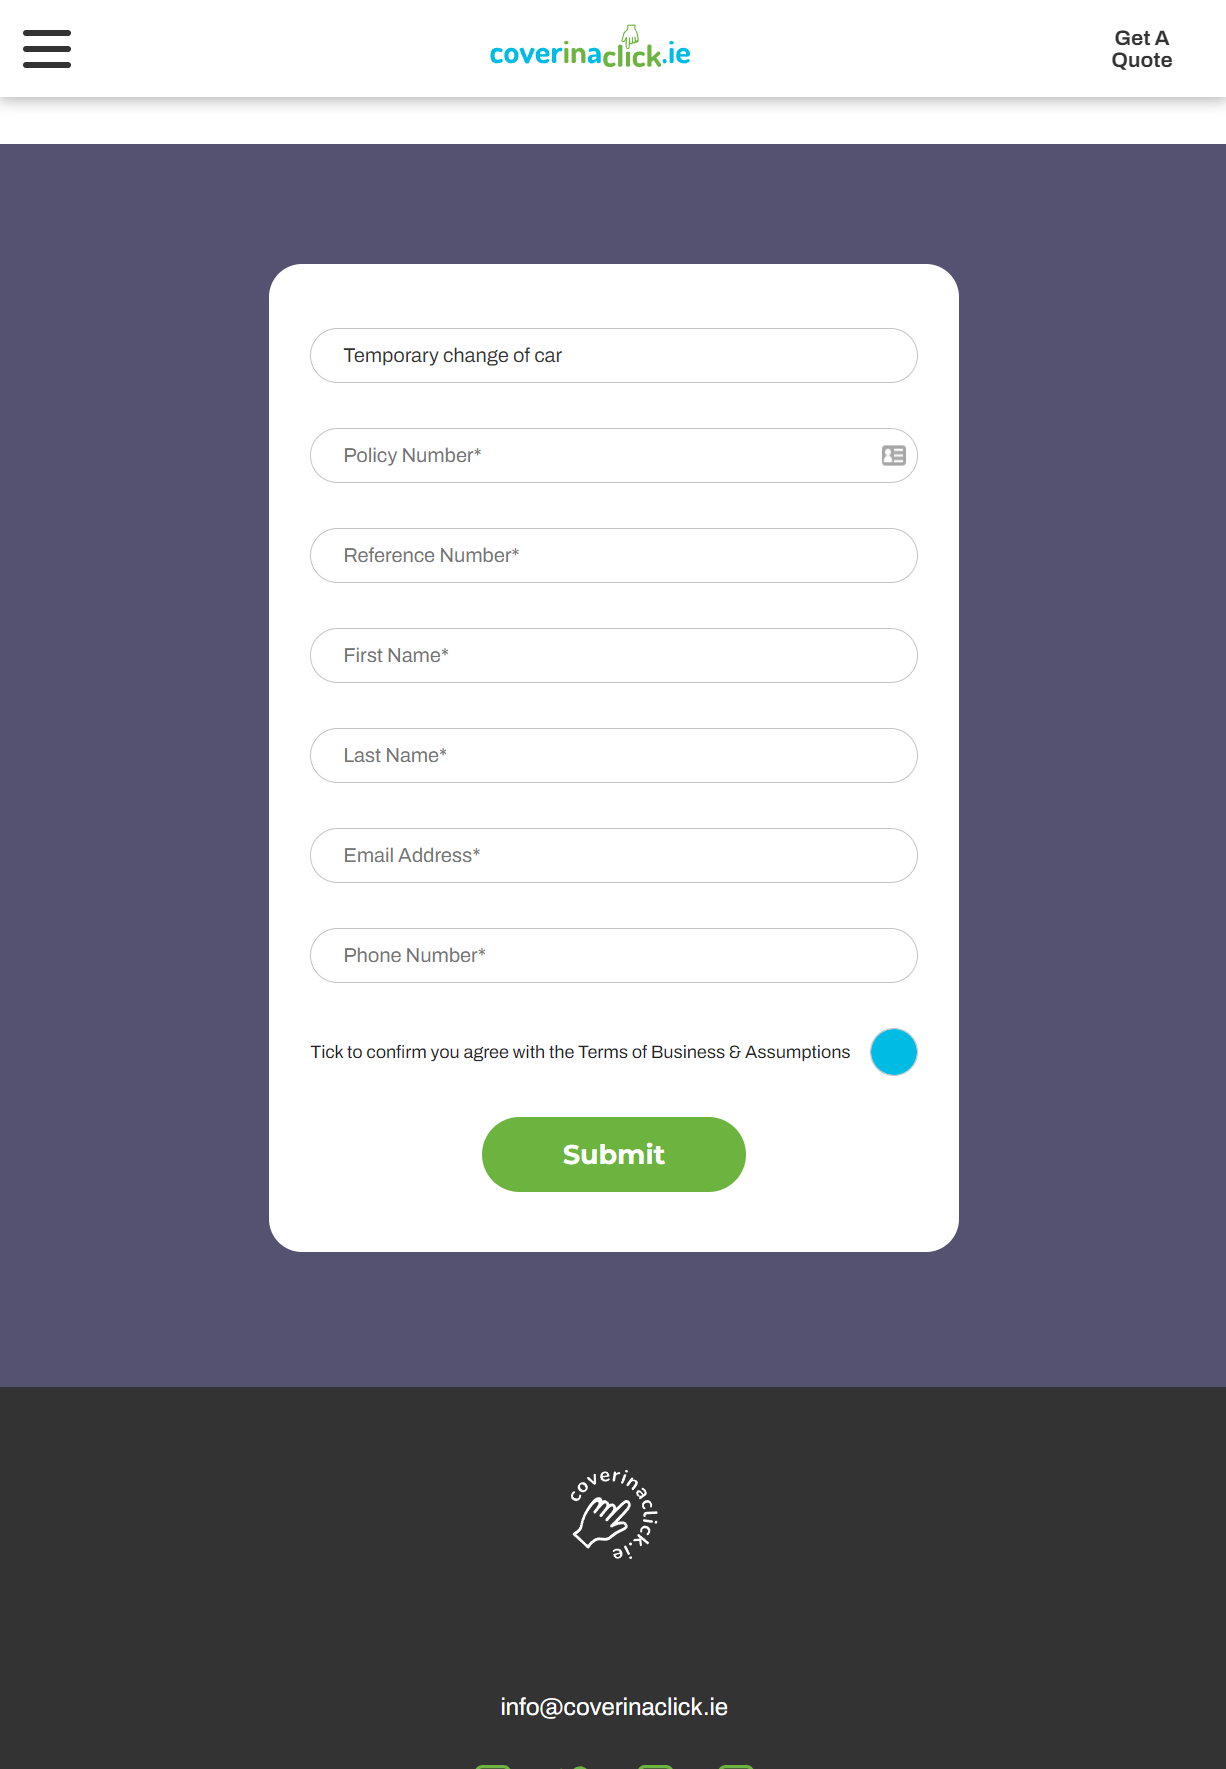 coverinaclick.ie
Get A
Quote
Temporary change of car
Policy Number*
Reference Number*
First Name*
Last Name*
Email Address*
Phone Number*
Tick to confirm you agree with the Terms of Business & Assumptions
Submit
coverinaclick.ie
info@coverinaclick.ie